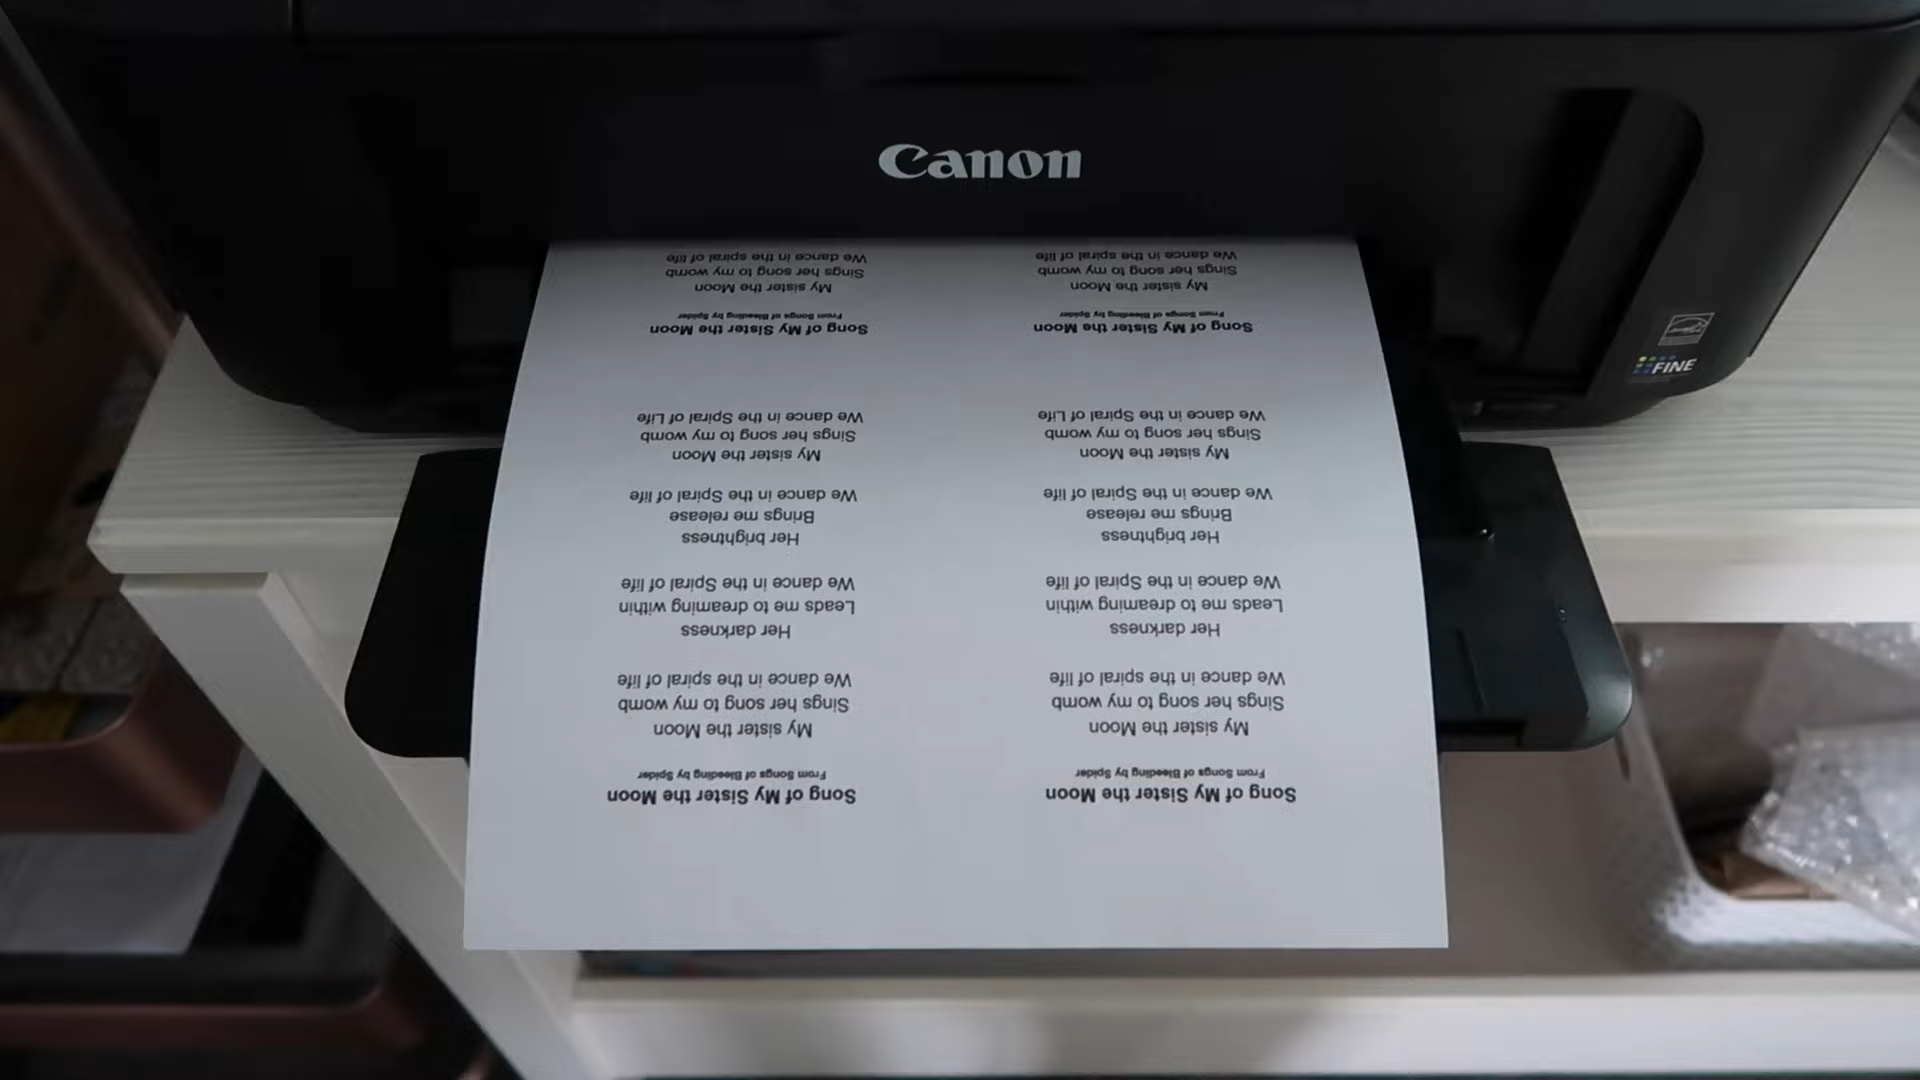 Canon
FINE
Song of My Sister the Moon
From Songs of Bleeding by Spider
My sister the Moon
Sings her song to my womb
We dance in the spiral of life
Her darkness
Leads me to dreaming within
We dance in the Spiral of life
Her brightness
Brings me release
We dance in the Spiral of life
My sister the Moon
Sings her song to my womb
We dance in the Spiral of Life
Song of My Sister the Moon
From Songs of Bleeding by Spider
My sister the Moon
Sings her song to my womb
We dance in the spiral of life
Song of My Sister the Moon
From Songs of Bleeding by Spider
My sister the Moon
Sings her song to my womb
We dance in the spiral of life
Her darkness
Leads me to dreaming within
We dance in the Spiral of life
Her brightness
Brings me release
We dance in the Spiral of life
My sister the Moon
Sings her song to my womb
We dance in the Spiral of Life
Song of My Sister the Moon
From Songs of Bleeding by Spider
My sister the Moon
Sings her song to my womb
We dance in the spiral of life